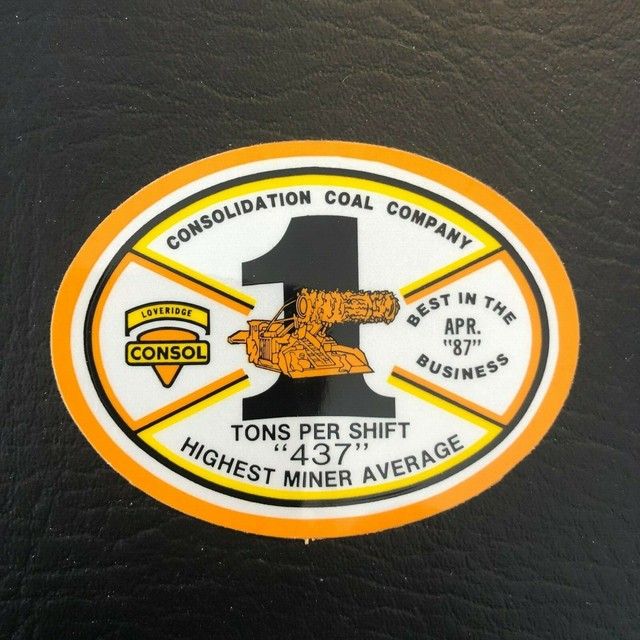 CONSOLIDATION COAL COMPANY
1
LOVERIDGE
CONSOL
BEST IN THE
APR.
"87"
BUSINESS
TONS PER SHIFT
"437"
HIGHEST MINER AVERAGE